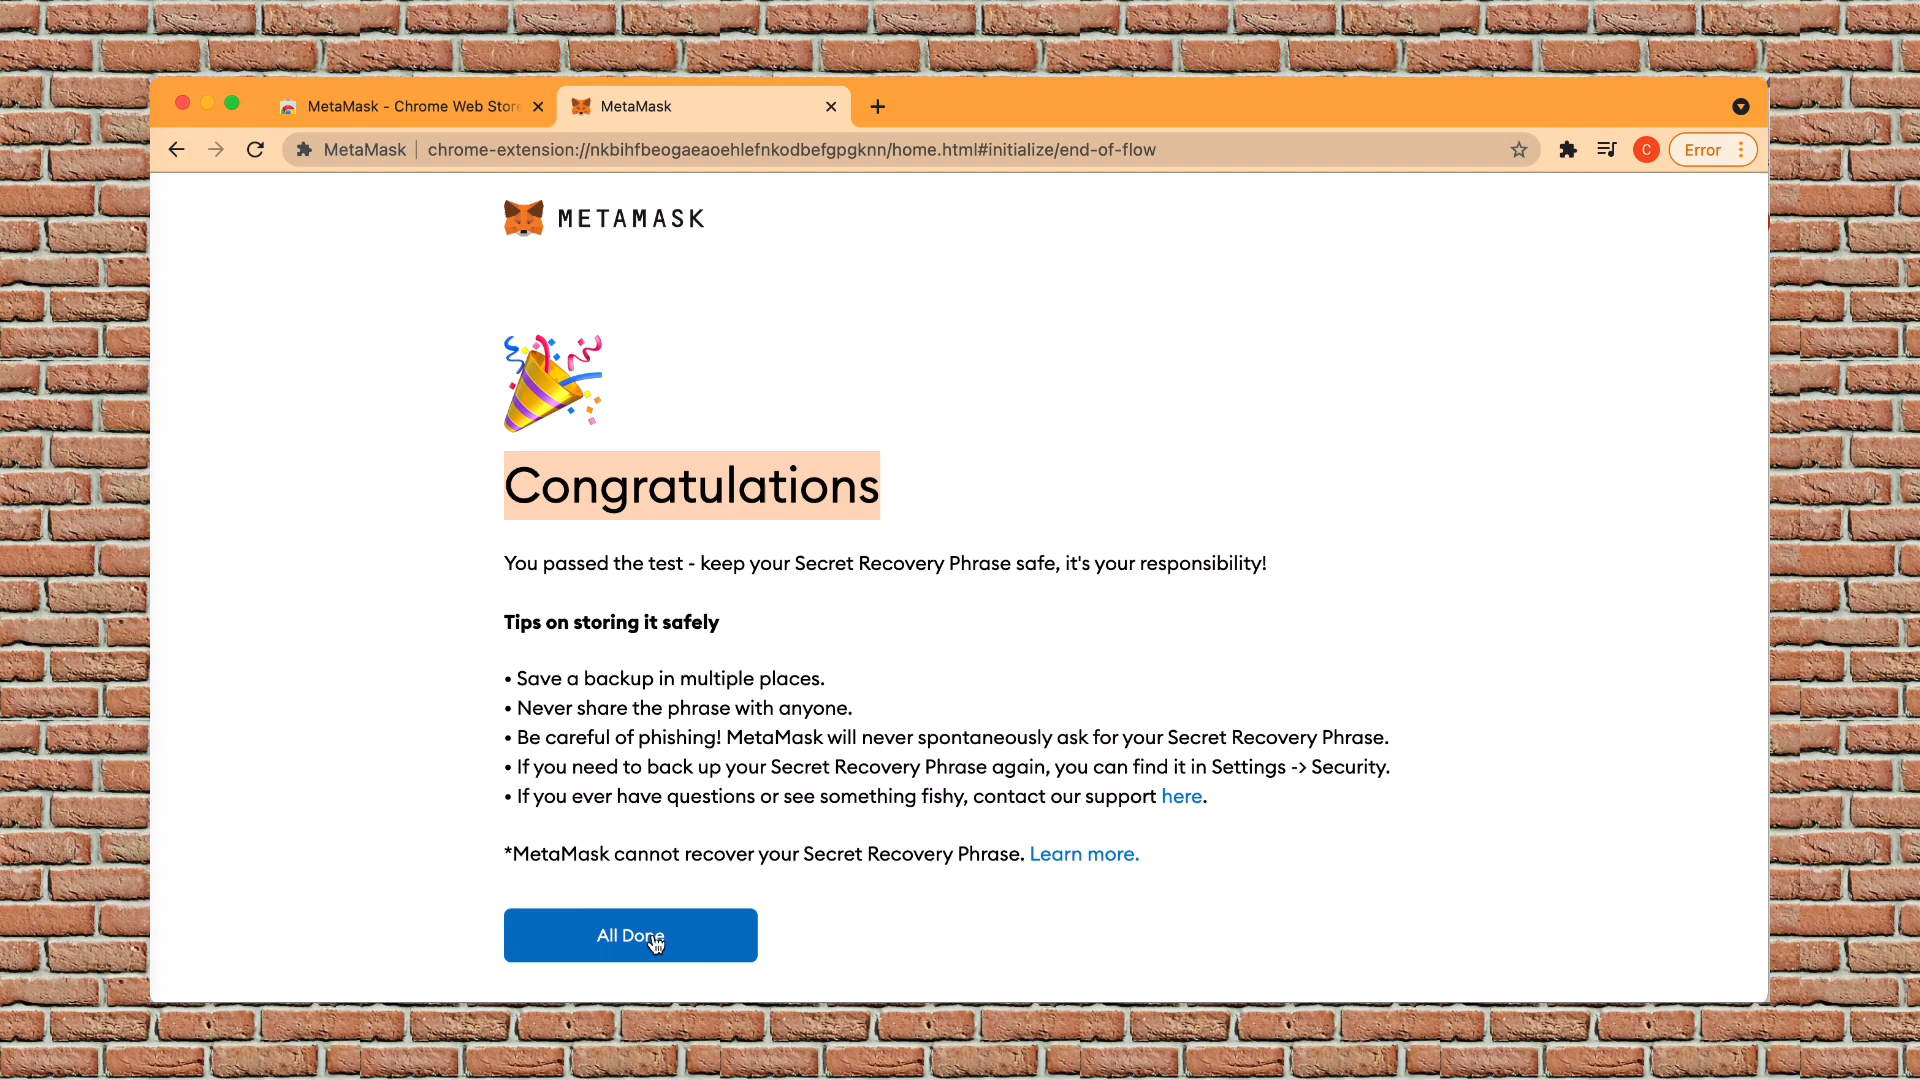 MetaMask - Chrome Web Store
MetaMask
MetaMask
chrome-extension://nkbihfbeogaeaoehlefnkodbefgpgknn/home.html#initialize/end-of-flow
C
Error
METAMASK
Congratulations
You passed the test - keep your Secret Recovery Phrase safe, it's your responsibility!
Tips on storing it safely
• Save a backup in multiple places.
• Never share the phrase with anyone.
• Be careful of phishing! MetaMask will never spontaneously ask for your Secret Recovery Phrase.
• If you need to back up your Secret Recovery Phrase again, you can find it in Settings -> Security.
• If you ever have questions or see something fishy, contact our support here.
*MetaMask cannot recover your Secret Recovery Phrase. Learn more.
All Done